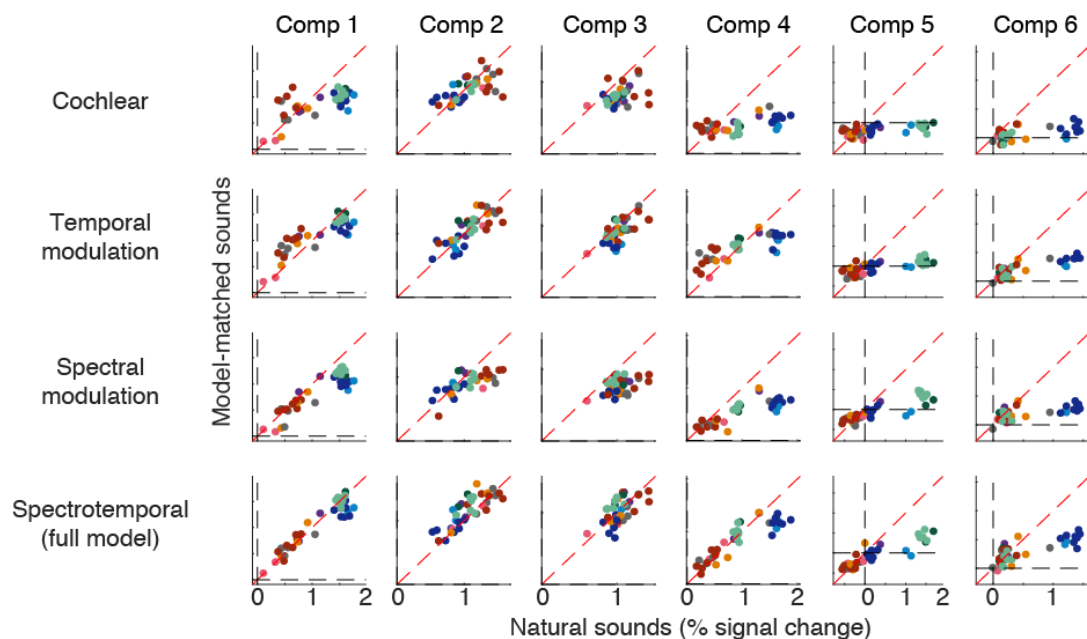 Comp 1 Comp 2 Comp 3 Comp 4 Comp 5 Comp 6
Cochlear
Temporal
modulation
Model-matched sounds
Spectral
modulation
Spectrotemporal
(full model)
0 1 2 0 1 0 1 0 1 2 0 1 2 0 1
Natural sounds (% signal change)